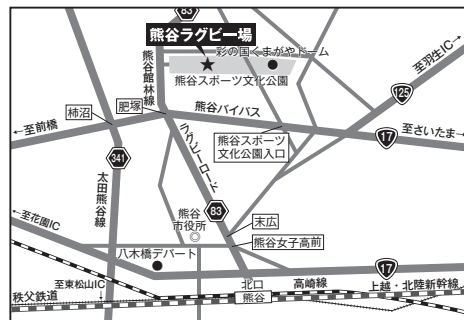 83
熊谷ラグビー場
彩の国くまがやドーム
至羽生IC→
熊谷館林線
熊谷スポーツ文化公園
125
柿沼
肥塚
熊谷バイパス
←至前橋
ラグビーロード
熊谷スポーツ
文化公園入口
17
至さいたま→
341
太田熊谷線
83
熊谷
市役所
末広
←至花園IC
熊谷女子高前
八木橋デパート
17
至東松山IC
北口
高崎線
上越・北陸新幹線
秩父鉄道
熊谷